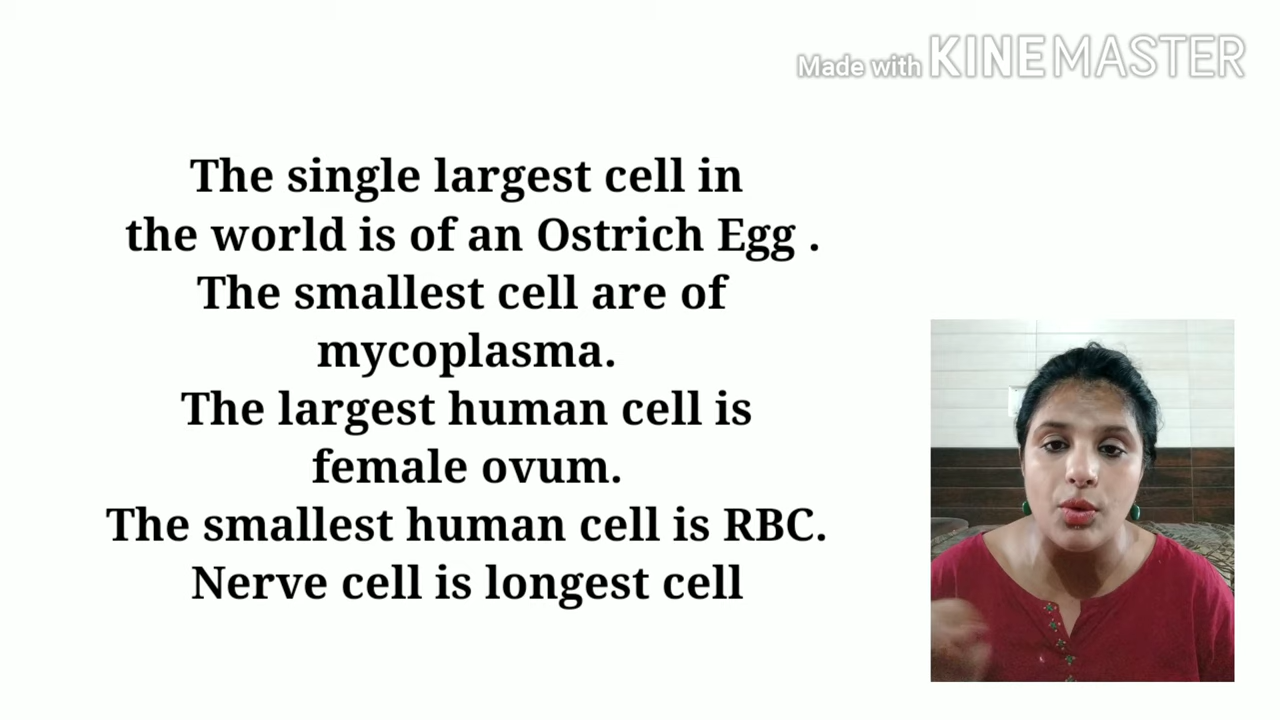 Made with KINEMASTER
The single largest cell in
the world is of an Ostrich Egg .
The smallest cell are of
mycoplasma.
The largest human cell is
female ovum.
The smallest human cell is RBC.
Nerve cell is longest cell